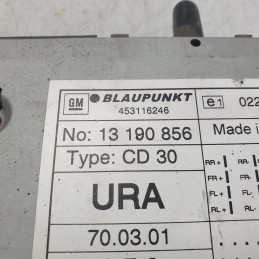 GM BLAUPUNKT e1 022
453116246
No: 13 190 856 Made i
Type: CD 30
URA
70.03.01
RR+ RR-
FR+ FR-
FL+ FL-
RL+ RL-